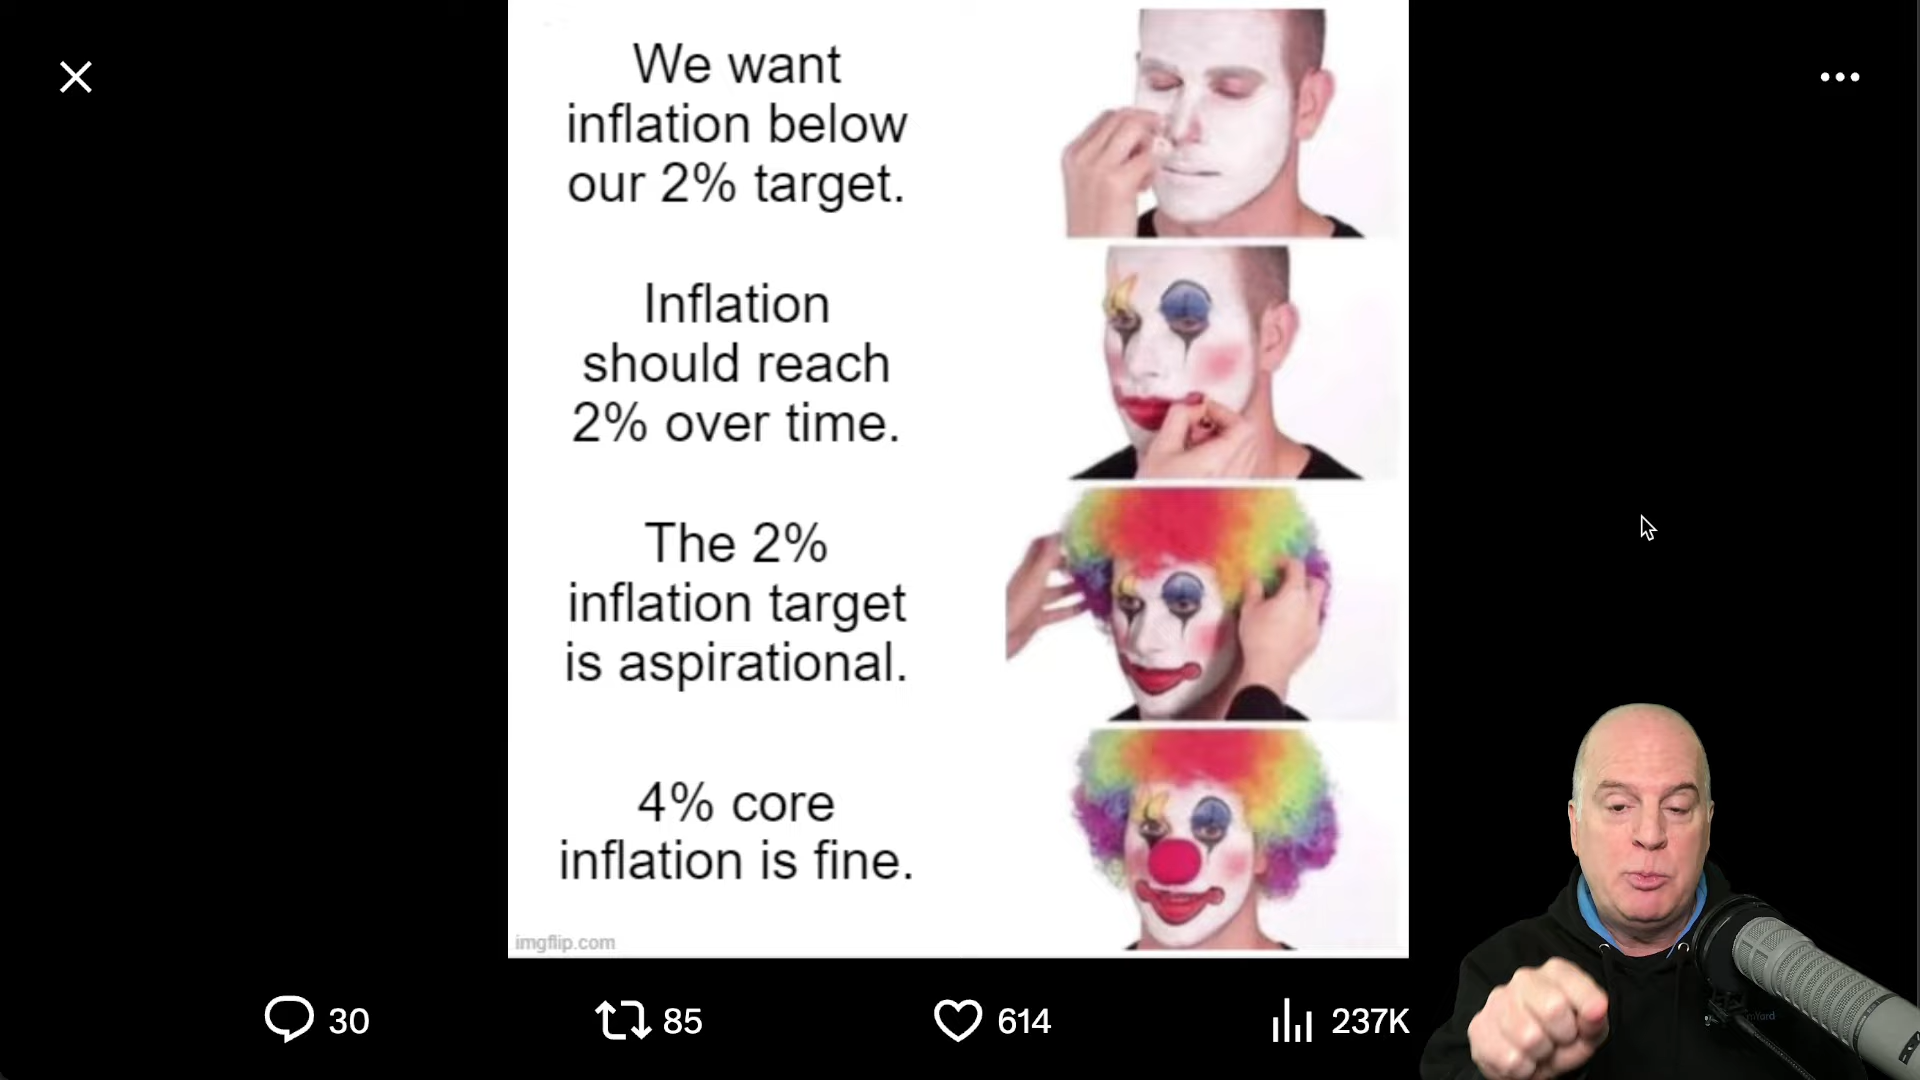 We want
inflation below
our 2% target.
Inflation
should reach
2% over time.
The 2%
inflation target
is aspirational.
4% core
inflation is fine.
imgflip.com
30
85
614
237K